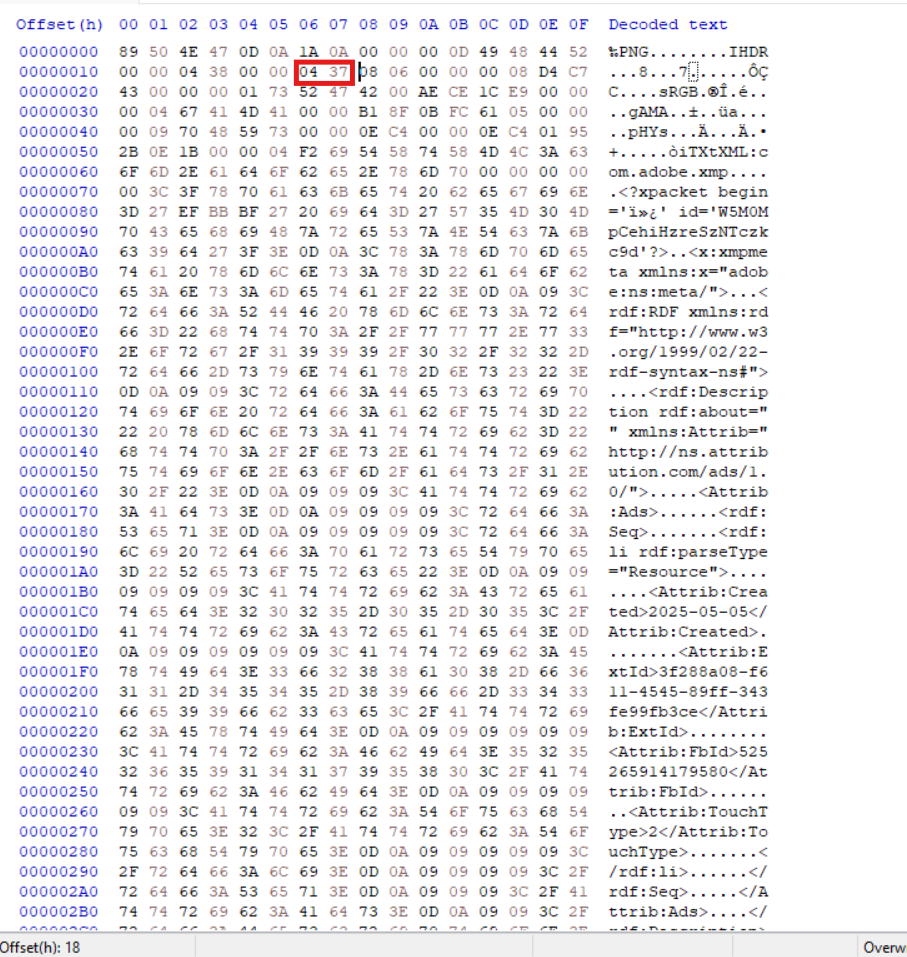 Offset(h) 00 01 02 03 04 05 06 07 08 09 0A 0B 0C 0D 0E 0F Decoded text
00000000 89 50 4E 47 0D 0A 1A 0A 00 00 00 0D 49 48 44 52 ‰PNG........IHDR
00000010 00 00 04 38 00 00 04 37 08 06 00 00 00 08 D4 C7 ...8...7......ÔÇ
00000020 43 00 00 00 01 73 52 47 42 00 AE CE 1C E9 00 00 C....sRGB.®Î.é..
00000030 00 04 67 41 4D 41 00 00 B1 8F 0B FC 61 05 00 00 ..gAMA..±..üa...
00000040 00 09 70 48 59 73 00 00 0E C4 00 00 0E C4 01 95 ..pHYs...Ä...Ä.•
00000050 2B 0E 1B 00 00 04 F2 69 54 58 74 58 4D 4C 3A 63 +.....òiTXtXML:c
00000060 6F 6D 2E 61 64 6F 62 65 2E 78 6D 70 00 00 00 00 om.adobe.xmp....
00000070 00 3C 3F 78 70 61 63 6B 65 74 20 62 65 67 69 6E .<?xpacket begin
00000080 3D 27 EF BB BF 27 20 69 64 3D 27 57 35 4D 30 4D ='ï»¿' id='W5M0M
00000090 70 43 65 68 69 48 7A 72 65 53 7A 4E 54 63 7A 6B pCehiHzreSzNTczk
000000A0 63 39 64 27 3F 3E 0D 0A 3C 78 3A 78 6D 70 6D 65 c9d'?>..<x:xmpme
000000B0 74 61 20 78 6D 6C 6E 73 3A 78 3D 22 61 64 6F 62 ta xmlns:x="adob
000000C0 65 3A 6E 73 3A 6D 65 74 61 2F 22 3E 0D 0A 09 3C e:ns:meta/">...<
000000D0 72 64 66 3A 52 44 46 20 78 6D 6C 6E 73 3A 72 64 rdf:RDF xmlns:rd
000000E0 66 3D 22 68 74 74 70 3A 2F 2F 77 77 77 2E 77 33 f="http://www.w3
000000F0 2E 6F 72 67 2F 31 39 39 39 2F 30 32 2F 32 32 2D .org/1999/02/22-
00000100 72 64 66 2D 73 79 6E 74 61 78 2D 6E 73 23 22 3E rdf-syntax-ns#">
00000110 0D 0A 09 09 3C 72 64 66 3A 44 65 73 63 72 69 70 ....<rdf:Descrip
00000120 74 69 6F 6E 20 72 64 66 3A 61 62 6F 75 74 3D 22 tion rdf:about="
00000130 22 20 78 6D 6C 6E 73 3A 41 74 74 72 69 62 3D 22 " xmlns:Attrib="
00000140 68 74 74 70 3A 2F 2F 6E 73 2E 61 74 74 72 69 62 http://ns.attrib
00000150 75 74 69 6F 6E 2E 63 6F 6D 2F 61 64 73 2F 31 2E ution.com/ads/1.
00000160 30 2F 22 3E 0D 0A 09 09 09 3C 41 74 74 72 69 62 0/">.....<Attrib
00000170 3A 41 64 73 3E 0D 0A 09 09 09 09 3C 72 64 66 3A :Ads>......<rdf:
00000180 53 65 71 3E 0D 0A 09 09 09 09 09 3C 72 64 66 3A Seq>.......<rdf:
00000190 6C 69 20 72 64 66 3A 70 61 72 73 65 54 79 70 65 li rdf:parseType
000001A0 3D 22 52 65 73 6F 75 72 63 65 22 3E 0D 0A 09 09 ="Resource">....
000001B0 09 09 09 09 3C 41 74 74 72 69 62 3A 43 72 65 61 ....<Attrib:Crea
000001C0 74 65 64 3E 32 30 32 35 2D 30 35 2D 30 35 3C 2F ted>2025-05-05</
000001D0 41 74 74 72 69 62 3A 43 72 65 61 74 65 64 3E 0D Attrib:Created>.
000001E0 0A 09 09 09 09 09 09 3C 41 74 74 72 69 62 3A 45 .......<Attrib:E
000001F0 78 74 49 64 3E 33 66 32 38 38 61 30 38 2D 66 36 xtId>3f288a08-f6
00000200 31 31 2D 34 35 34 35 2D 38 39 66 66 2D 33 34 33 11-4545-89ff-343
00000210 66 65 39 39 66 62 33 63 65 3C 2F 41 74 74 72 69 fe99fb3ce</Attri
00000220 62 3A 45 78 74 49 64 3E 0D 0A 09 09 09 09 09 09 b:ExtId>........
00000230 3C 41 74 74 72 69 62 3A 46 62 49 64 3E 35 32 35 <Attrib:FbId>525
00000240 32 36 35 39 31 34 31 37 39 35 38 30 3C 2F 41 74 265914179580</At
00000250 74 72 69 62 3A 46 62 49 64 3E 0D 0A 09 09 09 09 trib:FbId>......
00000260 09 09 3C 41 74 74 72 69 62 3A 54 6F 75 63 68 54 ..<Attrib:TouchT
00000270 79 70 65 3E 32 3C 2F 41 74 74 72 69 62 3A 54 6F ype>2</Attrib:To
00000280 75 63 68 54 79 70 65 3E 0D 0A 09 09 09 09 09 3C uchType>.......<
00000290 2F 72 64 66 3A 6C 69 3E 0D 0A 09 09 09 09 3C 2F /rdf:li>......</
000002A0 72 64 66 3A 53 65 71 3E 0D 0A 09 09 09 3C 2F 41 rdf:Seq>.....</A
000002B0 74 74 72 69 62 3A 41 64 73 3E 0D 0A 09 09 3C 2F ttrib:Ads>....</
Offset(h): 18 Overw